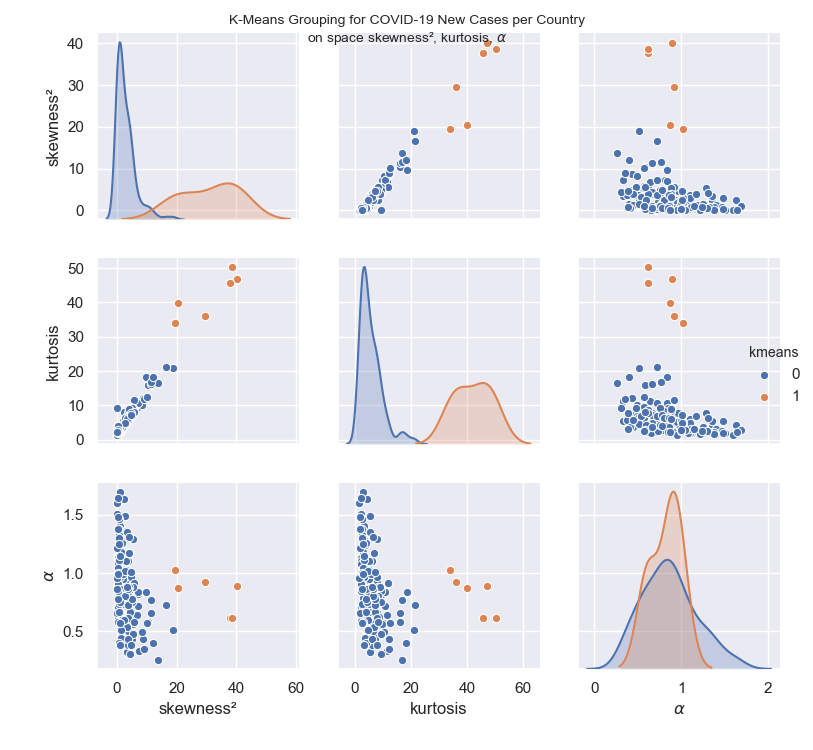 K-Means Grouping for COVID-19 New Cases per Country
on space skewness², kurtosis, α
40
30
20
10
0
skewness²
50
40
30
20
10
0
kurtosis
kmeans
0
1
1.5
1.0
0.5
α
0 20 40 60
skewness²
0 20 40 60
kurtosis
0 1 2
α